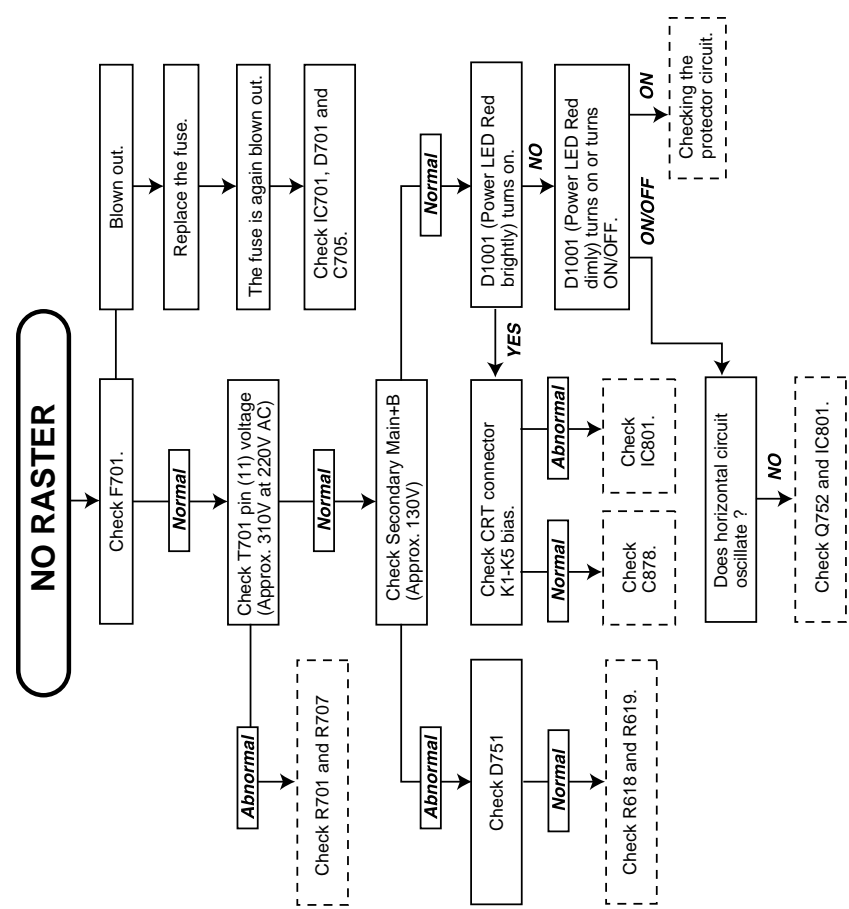 NO RASTER
Check F701.
Blown out.
Replace the fuse.
The fuse is again blown out.
Check IC701, D701 and
C705.
Normal
Check T701 pin (11) voltage
(Approx. 310V at 220V AC)
Abnormal
Check R701 and R707
Normal
Check Secondary Main+B
(Approx. 130V)
Abnormal
Check D751
Normal
Check R618 and R619.
Normal
D1001 (Power LED Red
brightly) turns on.
YES
NO
Check CRT connector
K1-K5 bias.
Normal
Check
C878.
Abnormal
Check
IC801.
D1001 (Power LED Red
dimly) turns on or turns
ON/OFF.
ON/OFF
ON
Checking the
protector circuit.
Does horizontal circuit
oscillate ?
NO
Check Q752 and IC801.